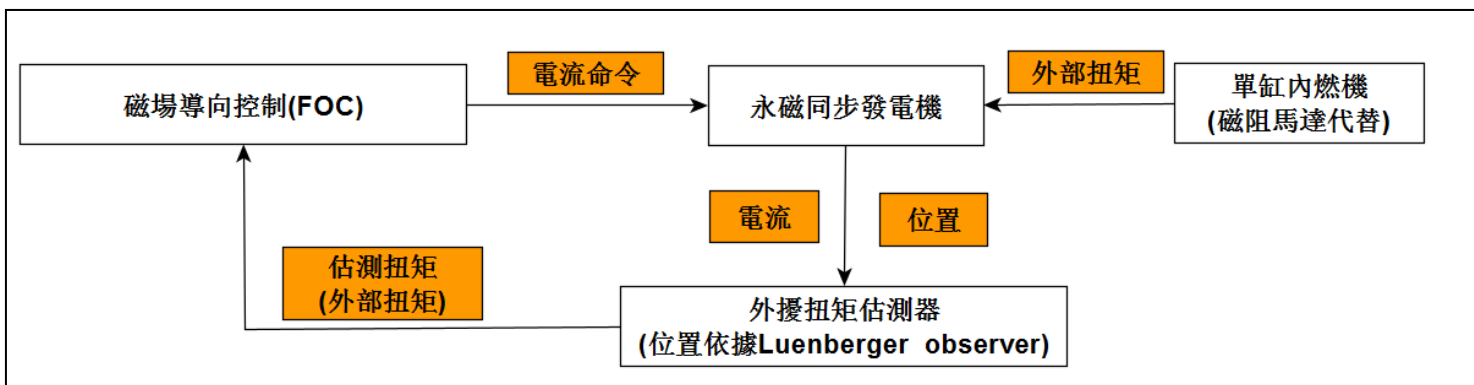 電流命令
外部扭矩
磁場導向控制(FOC)
永磁同步發電機
單缸內燃機
(磁阻馬達代替)
電流
位置
估測扭矩
(外部扭矩)
外擾扭矩估測器
(位置依據Luenberger observer)